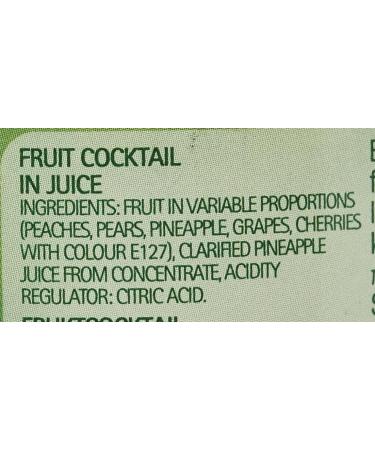 FRUIT COCKTAIL
IN JUICE
INGREDIENTS: FRUIT IN VARIABLE PROPORTIONS
(PEACHES, PEARS, PINEAPPLE, GRAPES, CHERRIES
WITH COLOUR E127), CLARIFIED PINEAPPLE
JUICE FROM CONCENTRATE, ACIDITY
REGULATOR: CITRIC ACID.
FRUKTCOCKTAIL